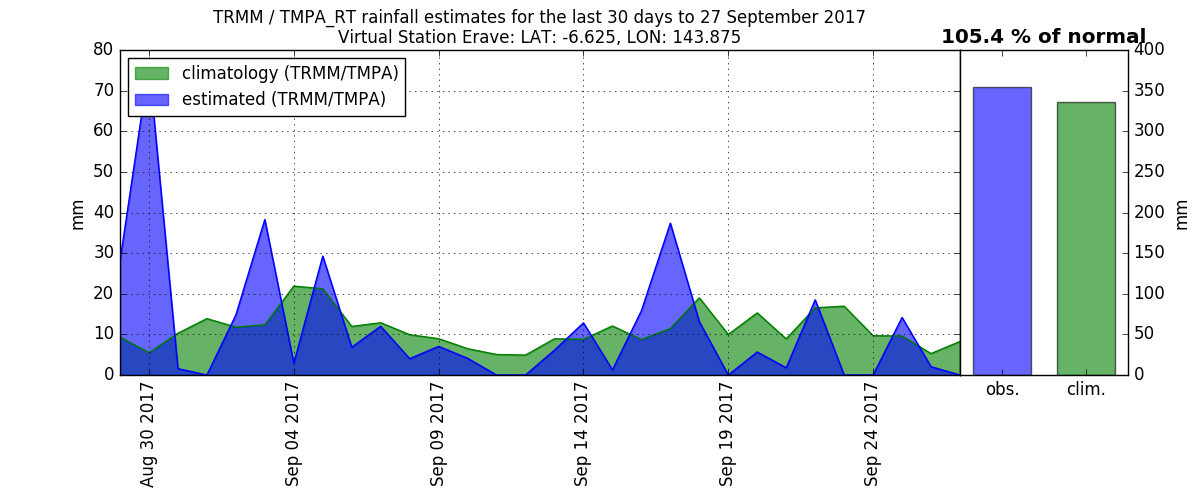 TRMM / TMPA_RT rainfall estimates for the last 30 days to 27 September 2017
Virtual Station Erave: LAT: -6.625, LON: 143.875
105.4 % of normal
climatology (TRMM/TMPA)
estimated (TRMM/TMPA)
mm
80
70
60
50
40
30
20
10
0
Aug 30 2017
Sep 04 2017
Sep 09 2017
Sep 14 2017
Sep 19 2017
Sep 24 2017
400
350
300
250
200
150
100
50
0
mm
obs.
clim.